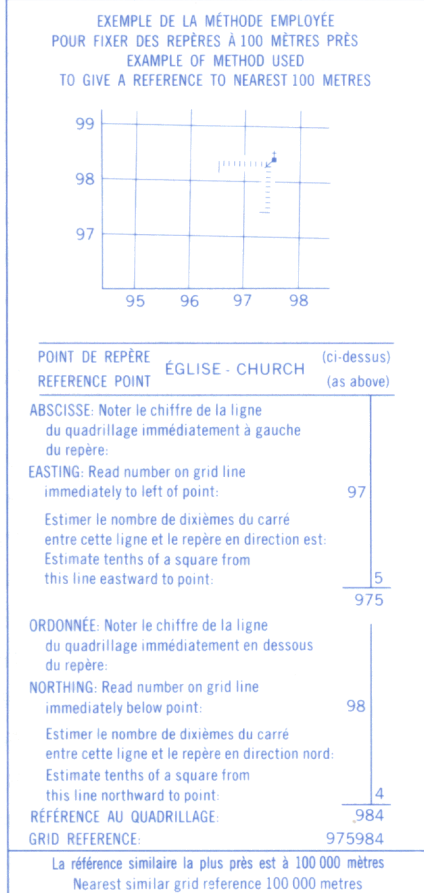 EXEMPLE DE LA MÉTHODE EMPLOYÉE
POUR FIXER DES REPÈRES À 100 MÈTRES PRÈS
EXAMPLE OF METHOD USED
TO GIVE A REFERENCE TO NEAREST 100 METRES
99
98
97
95 96 97 98
POINT DE REPÈRE
REFERENCE POINT
ÉGLISE - CHURCH
(ci-dessus)
(as above)
ABSCISSE: Noter le chiffre de la ligne
du quadrillage immédiatement à gauche
du repère:
EASTING: Read number on grid line
immediately to left of point: 97
Estimer le nombre de dixièmes du carré
entre cette ligne et le repère en direction est:
Estimate tenths of a square from
this line eastward to point: 5
975
ORDONNÉE: Noter le chiffre de la ligne
du quadrillage immédiatement en dessous
du repère:
NORTHING: Read number on grid line
immediately below point: 98
Estimer le nombre de dixièmes du carré
entre cette ligne et le repère en direction nord:
Estimate tenths of a square from
this line northward to point: 4
RÉFÉRENCE AU QUADRILLAGE: 984
GRID REFERENCE: 975984
La référence similaire la plus près est à 100 000 mètres
Nearest similar grid reference 100 000 metres